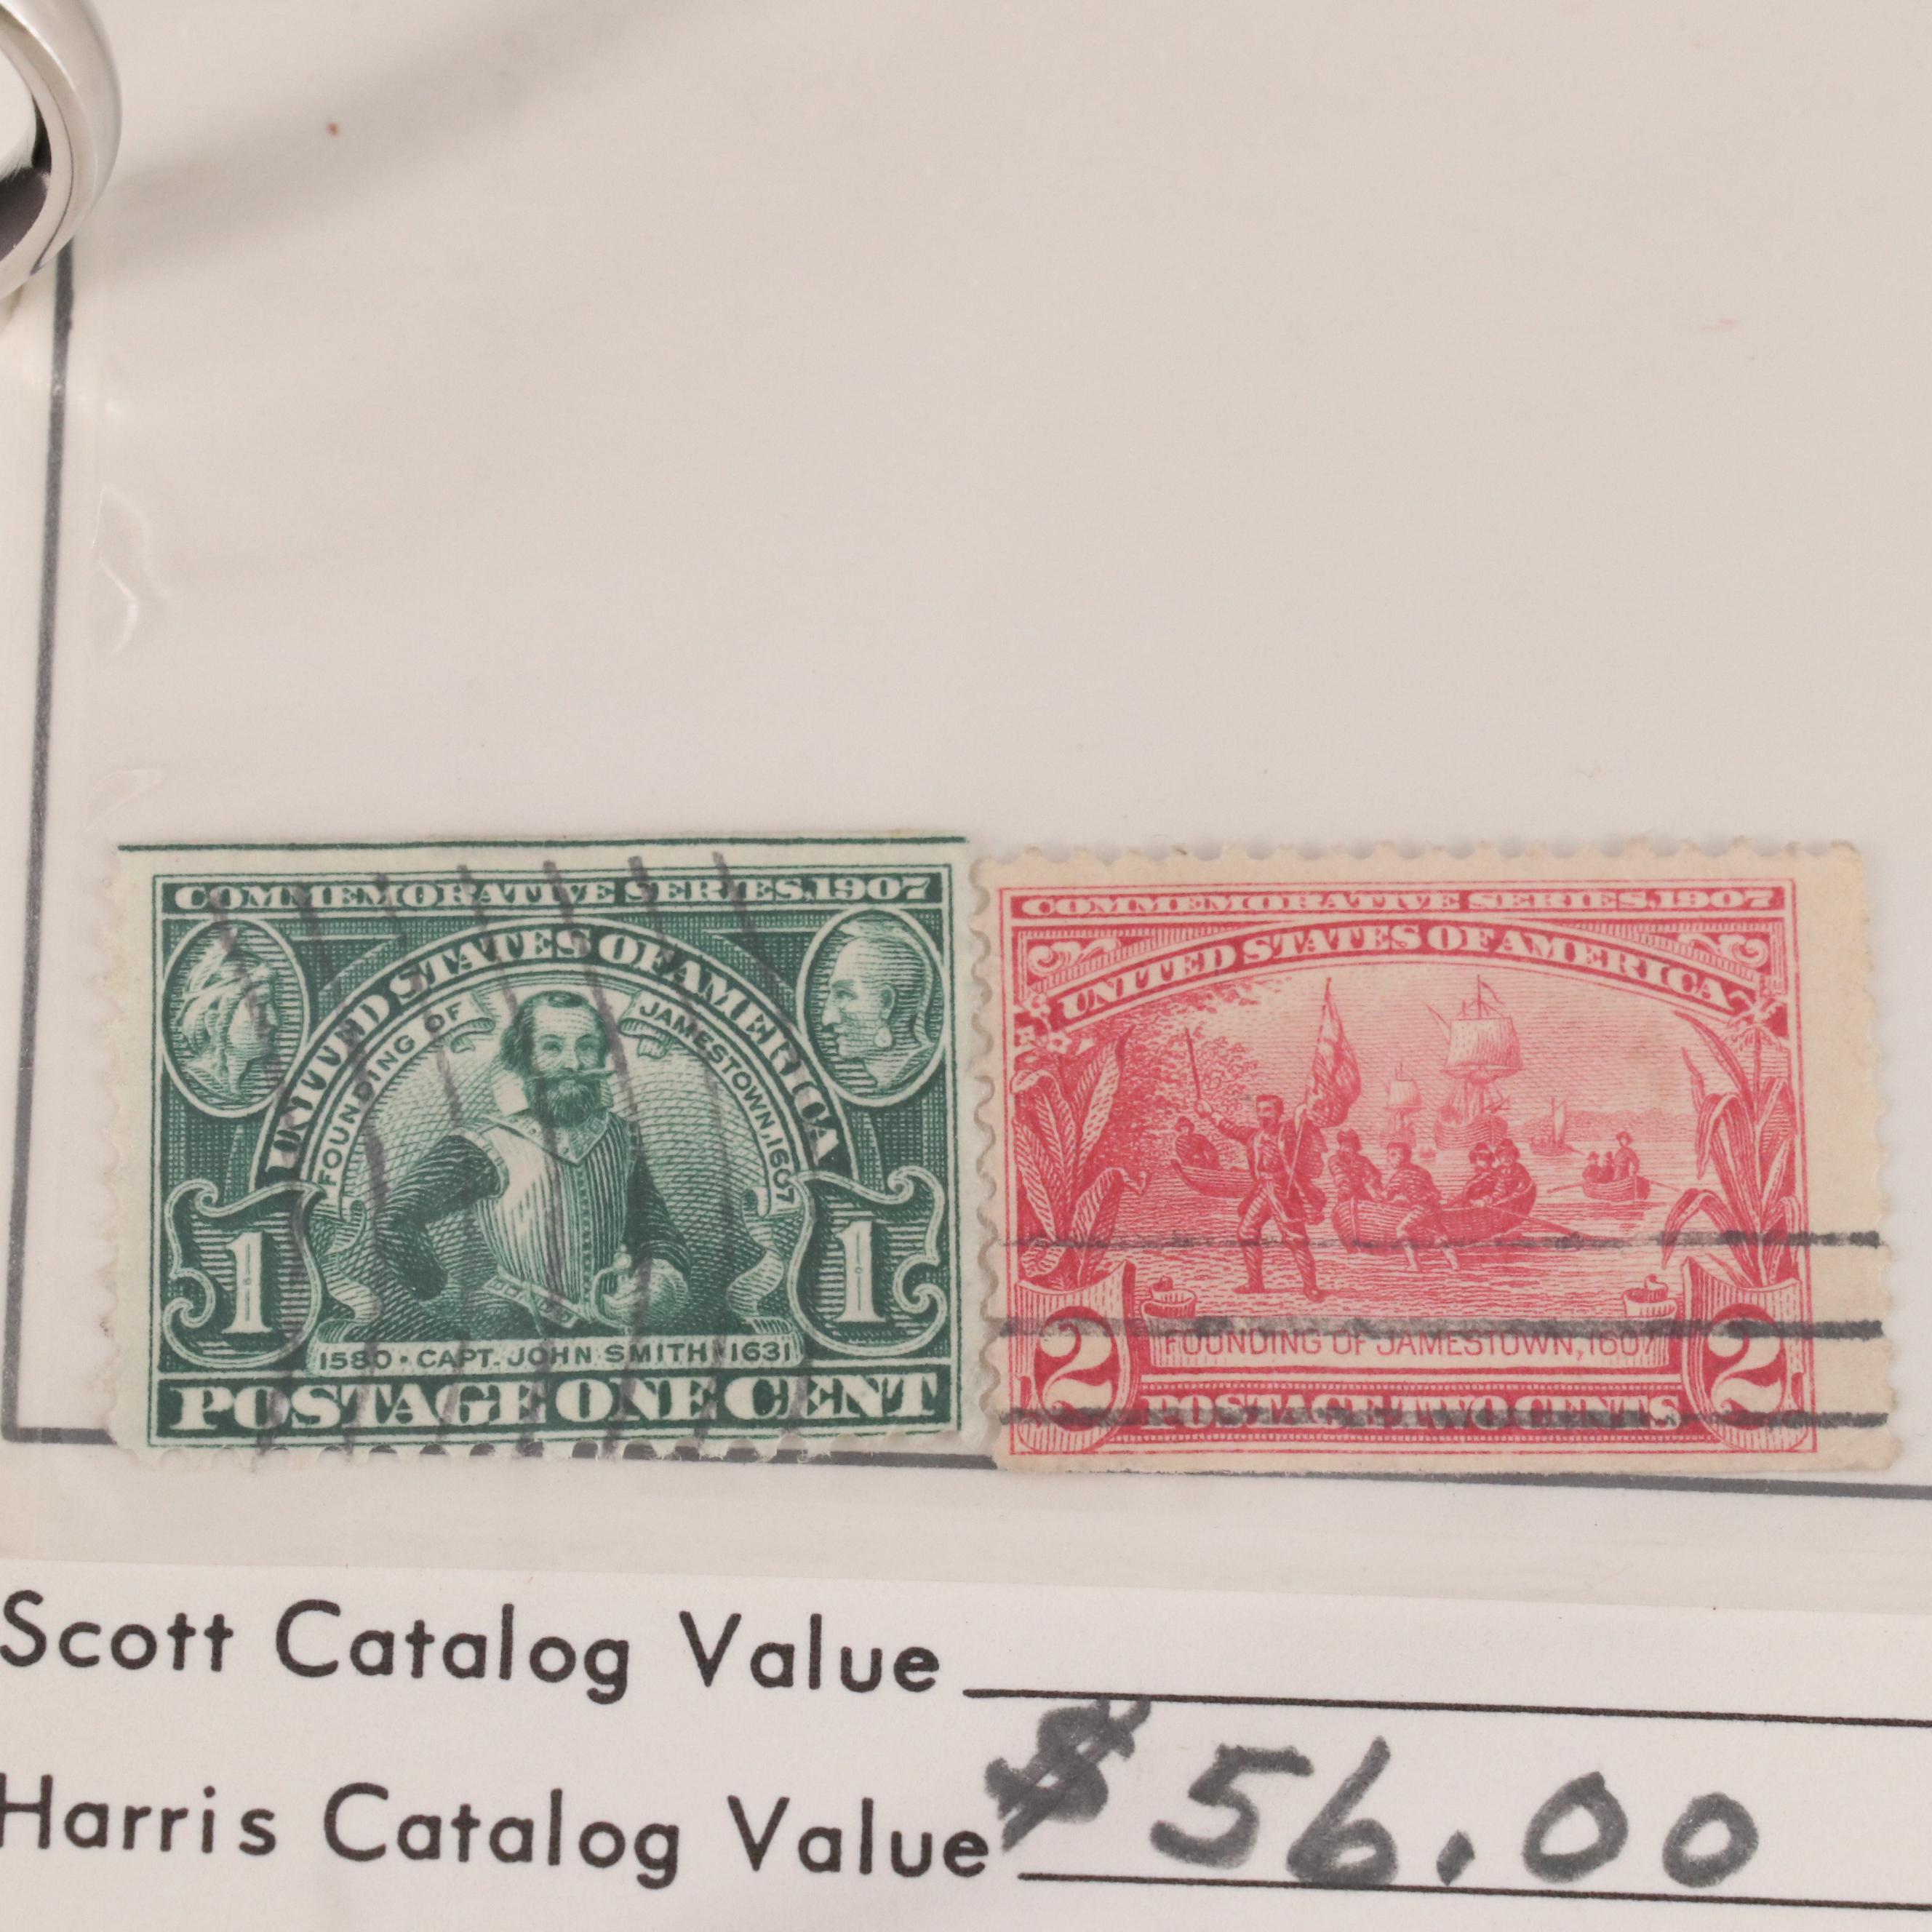 COMMEMORATIVE SERIES, 1907
UNITED STATES OF AMERICA
FOUNDING OF JAMESTOWN, 1607
1 1
1580 · CAPT. JOHN SMITH · 1631
POSTAGE ONE CENT
COMMEMORATIVE SERIES, 1907
UNITED STATES OF AMERICA
2 FOUNDING OF JAMESTOWN, 1607 2
POSTAGE TWO CENTS
Scott Catalog Value
Harris Catalog Value $56.00